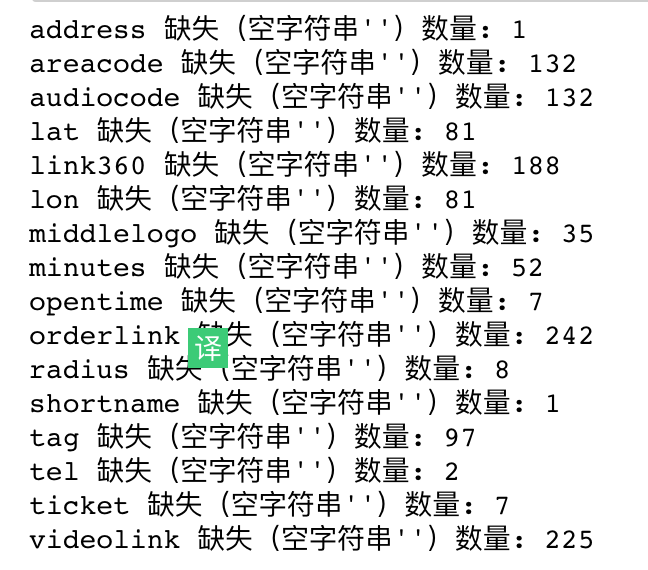 address 缺失（空字符串''）数量: 1
areacode 缺失（空字符串''）数量: 132
audiocode 缺失（空字符串''）数量: 132
lat 缺失（空字符串''）数量: 81
link360 缺失（空字符串''）数量: 188
lon 缺失（空字符串''）数量: 81
middlelogo 缺失（空字符串''）数量: 35
minutes 缺失（空字符串''）数量: 52
opentime 缺失（空字符串''）数量: 7
orderlink 缺失（空字符串''）数量: 242
译
radius 缺失（空字符串''）数量: 8
shortname 缺失（空字符串''）数量: 1
tag 缺失（空字符串''）数量: 97
tel 缺失（空字符串''）数量: 2
ticket 缺失（空字符串''）数量: 7
videolink 缺失（空字符串''）数量: 225